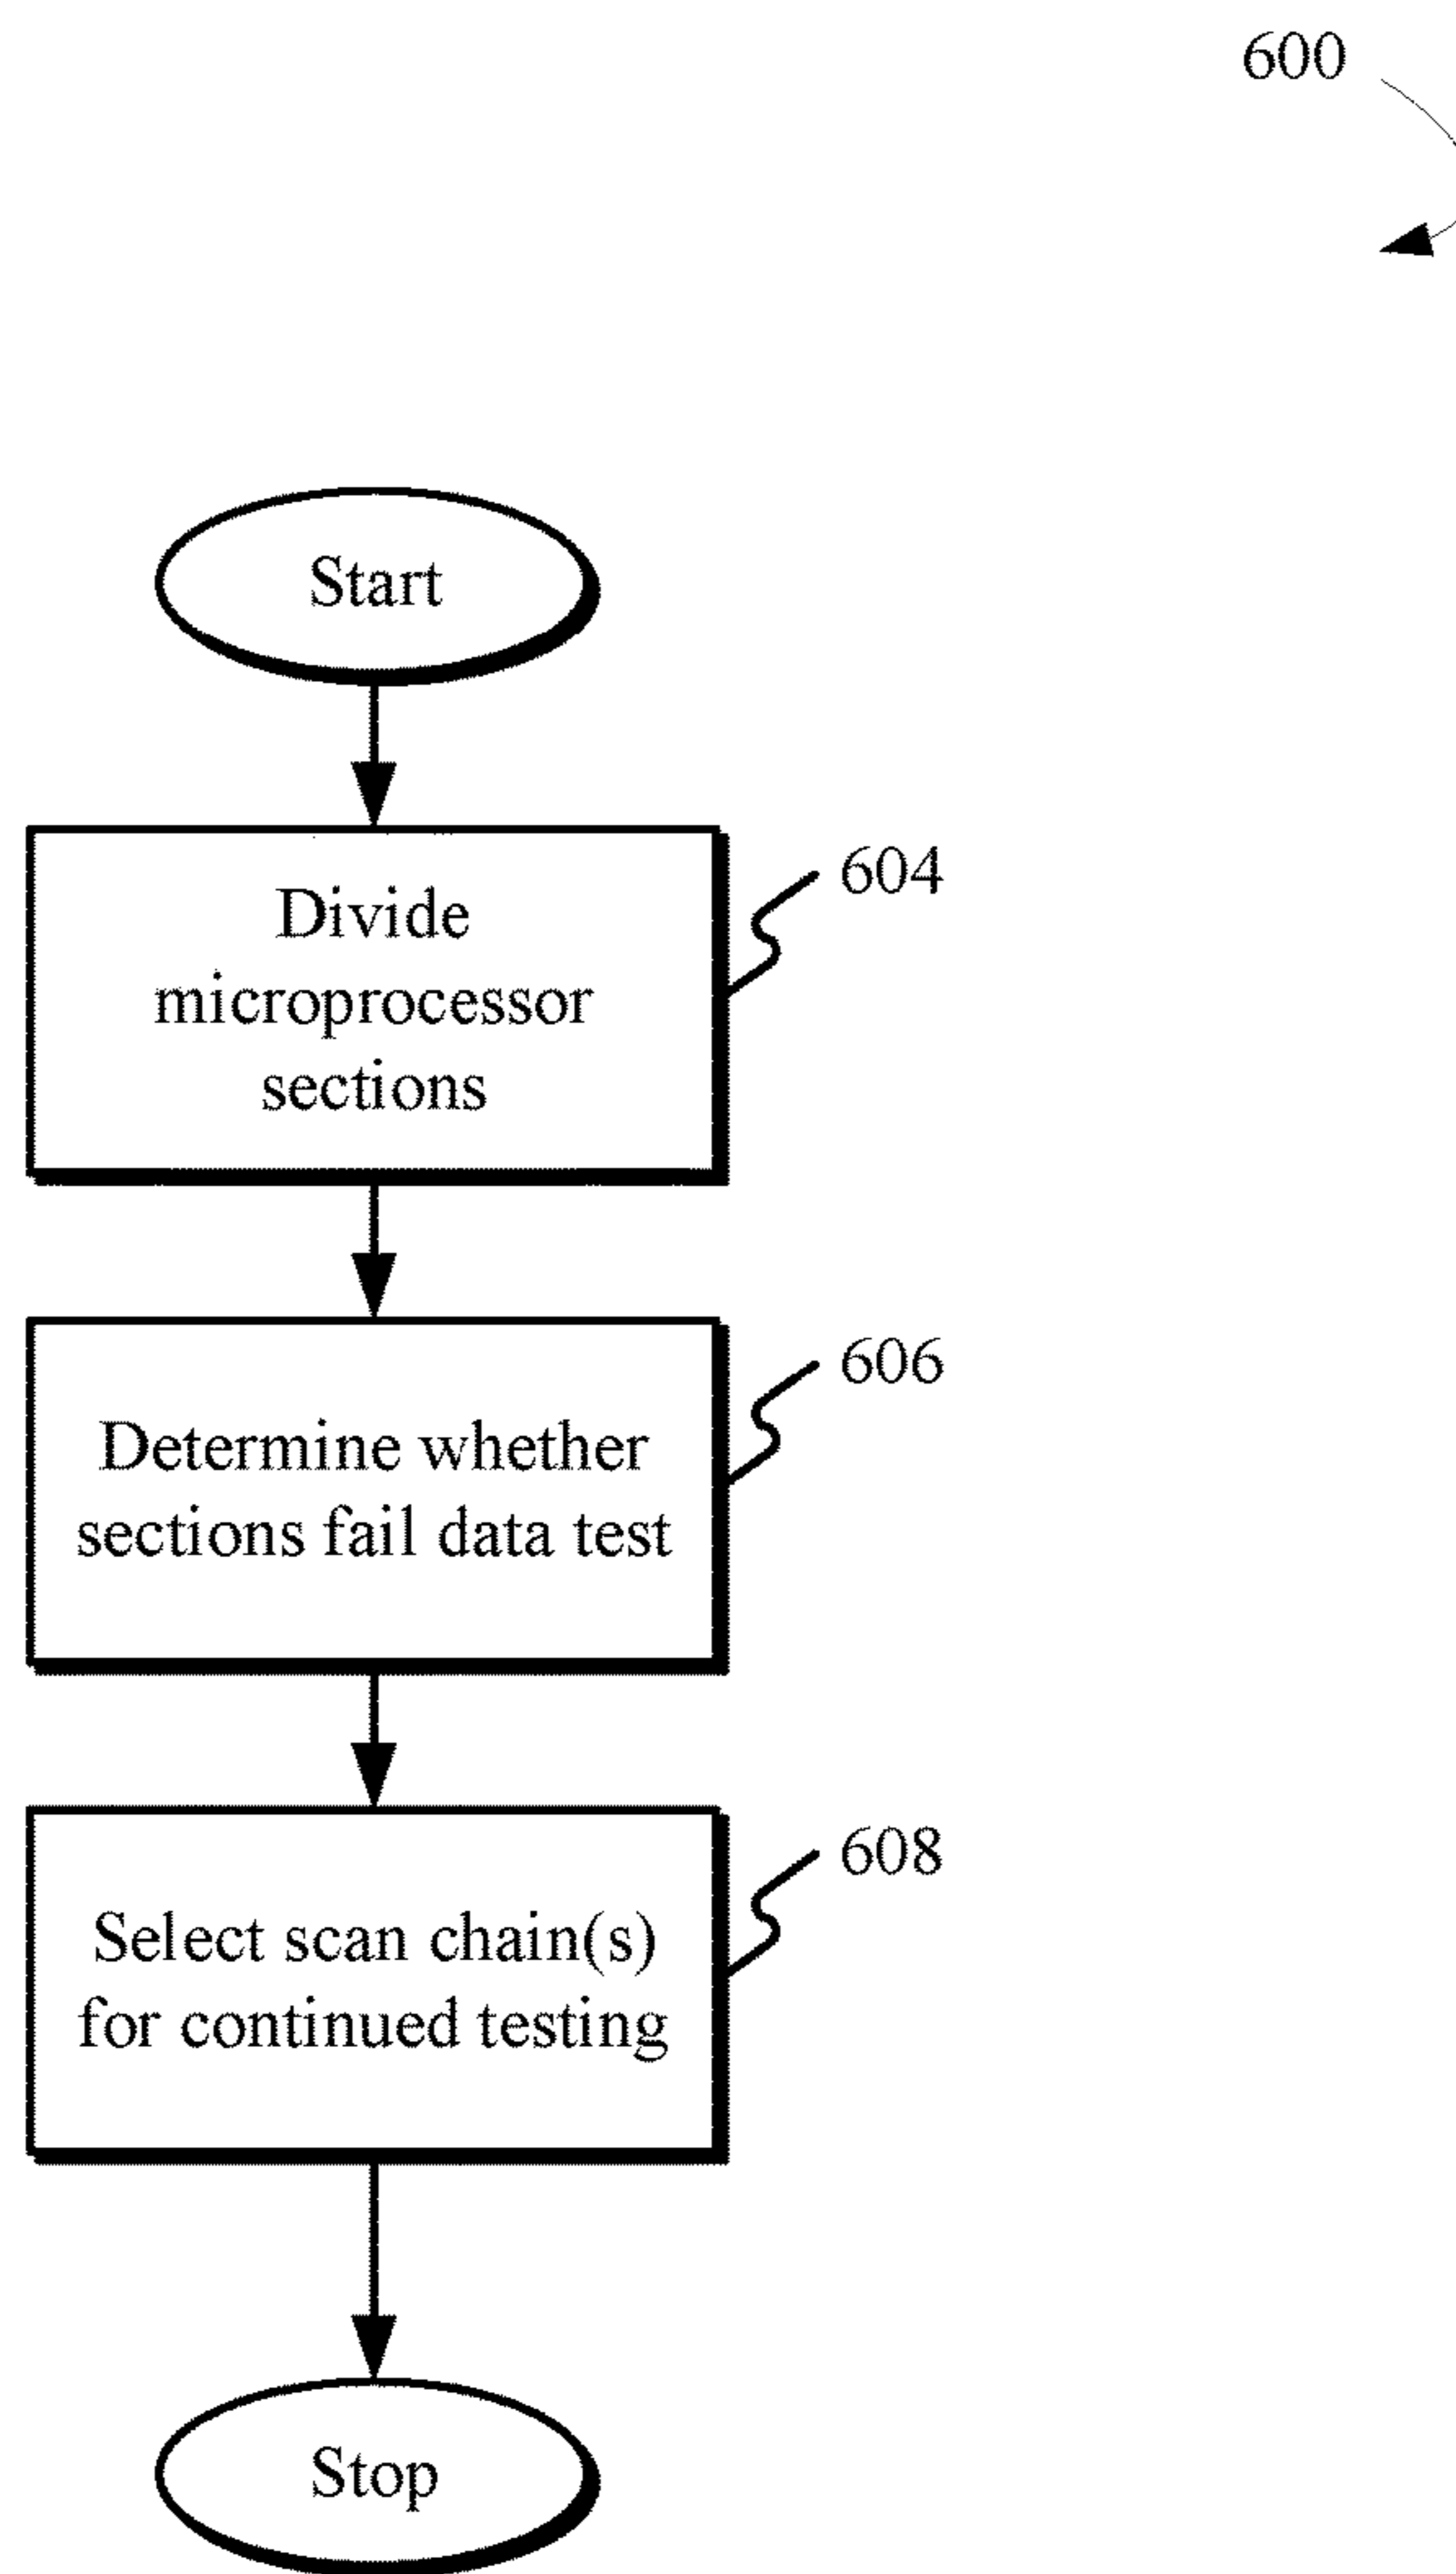 600
Start
Divide
microprocessor
sections
604
Determine whether
sections fail data test
606
Select scan chain(s)
for continued testing
608
Stop